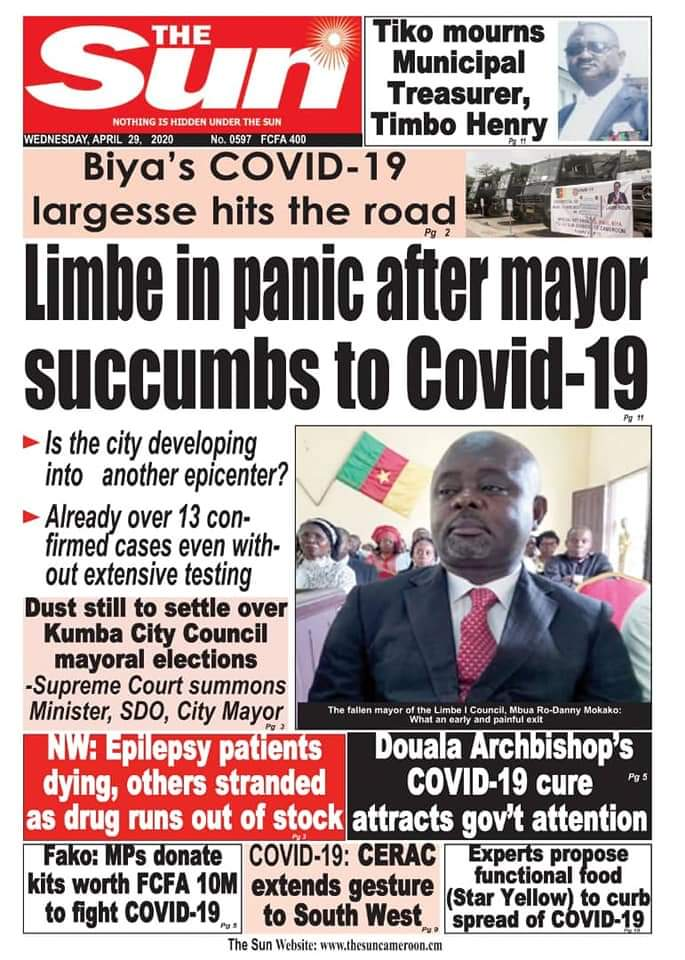 THE
Sun
NOTHING IS HIDDEN UNDER THE SUN
WEDNESDAY, APRIL 29, 2020 No. 0597 FCFA 400
Tiko mourns
Municipal
Treasurer,
Timbo Henry
Pg 11
Biya's COVID-19
largesse hits the road
Pg 2
Limbe in panic after mayor
succumbs to Covid-19
Pg 11
Is the city developing
into another epicenter?
Already over 13 con-
firmed cases even with-
out extensive testing
Dust still to settle over
Kumba City Council
mayoral elections
-Supreme Court summons
Minister, SDO, City Mayor
Pg 3
The fallen mayor of the Limbe I Council, Mbua Ro-Danny Mokako:
What an early and painful exit
NW: Epilepsy patients
dying, others stranded
as drug runs out of stock
Pg 3
Douala Archbishop's
COVID-19 cure
Pg 5
attracts gov't attention
Fako: MPs donate
kits worth FCFA 10M
to fight COVID-19
Pg 5
COVID-19: CERAC
extends gesture
to South West
Pg 9
Experts propose
functional food
(Star Yellow) to curb
spread of COVID-19
The Sun Website: www.thesuncameroon.cm